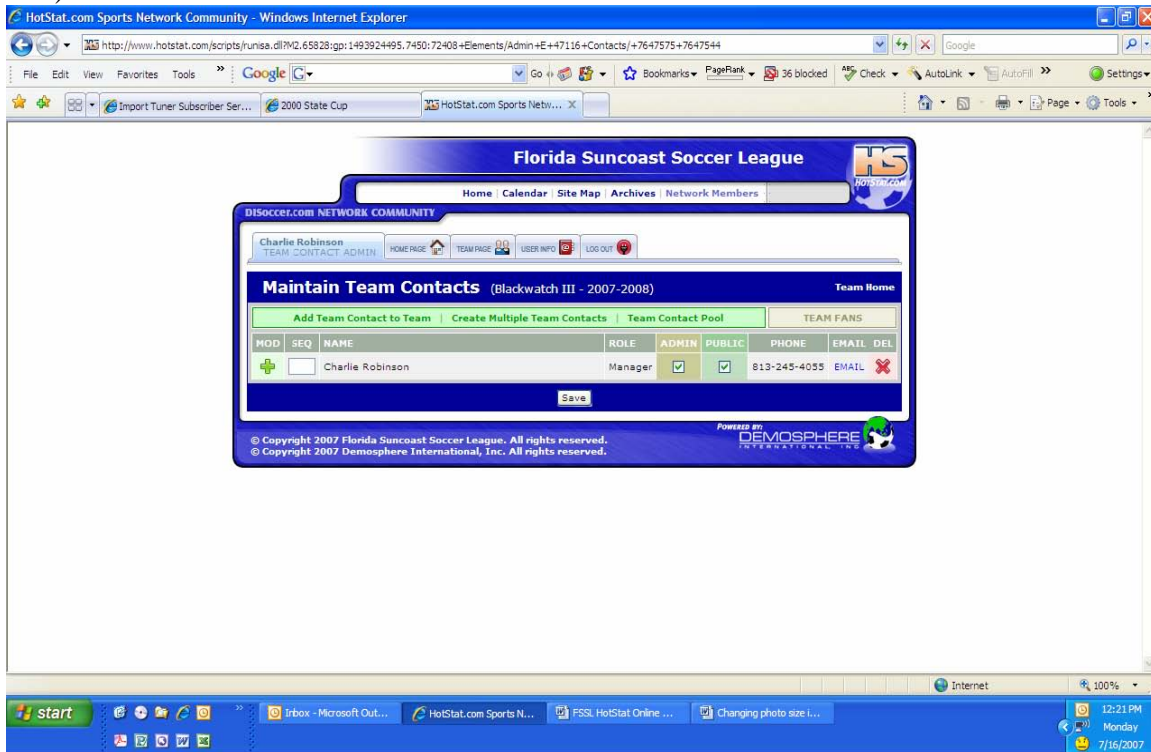 HotStat.com Sports Network Community - Windows Internet Explorer
http://www.hotstat.com/scripts/runisa.dll?M2.65828:gp:1493924495.7450:72408+Elements/Admin+E+47116+Contacts/+7647575+7647544
Google
File Edit View Favorites Tools »
Google G Go Bookmarks PageRank 36 blocked Check AutoLink AutoFill » Settings
Import Tuner Subscriber Ser... 2000 State Cup HotStat.com Sports Netw... X Page Tools
Florida Suncoast Soccer League
HS
HOTSTAT.COM
Home | Calendar | Site Map | Archives | Network Members
DISoccer.com NETWORK COMMUNITY
Charlie Robinson
TEAM CONTACT ADMIN
HOME PAGE TEAM PAGE USER INFO LOG OUT
Maintain Team Contacts (Blackwatch III - 2007-2008) Team Home
Add Team Contact to Team | Create Multiple Team Contacts | Team Contact Pool TEAM FANS
MOD SEQ NAME ROLE ADMIN PUBLIC PHONE EMAIL DEL
Charlie Robinson Manager 813-245-4055 EMAIL
Save
© Copyright 2007 Florida Suncoast Soccer League. All rights reserved.
© Copyright 2007 Demosphere International, Inc. All rights reserved.
POWERED BY
DEMOSPHERE
INTERNATIONAL, INC
Internet 100%
start » Inbox - Microsoft Out... HotStat.com Sports N... FSSL HotStat Online ... Changing photo size i... 12:21 PM
Monday
7/16/2007